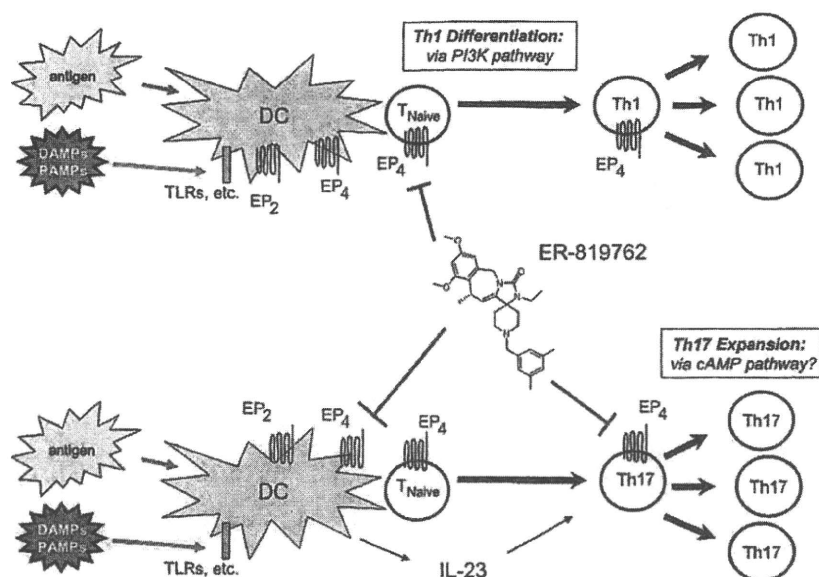 Th1 Differentiation:
via PI3K pathway
antigen
DC
TNaive
Th1
Th1
Th1
Th1
DAMPs
PAMPs
EP4
EP4
EP4
TLRs, etc.
EP2
ER-819762
O
O
N
O
N
N
Th17 Expansion:
via cAMP pathway?
EP2
EP4
EP4
EP4
antigen
DC
TNaive
Th17
Th17
Th17
Th17
DAMPs
PAMPs
TLRs, etc.
IL-23